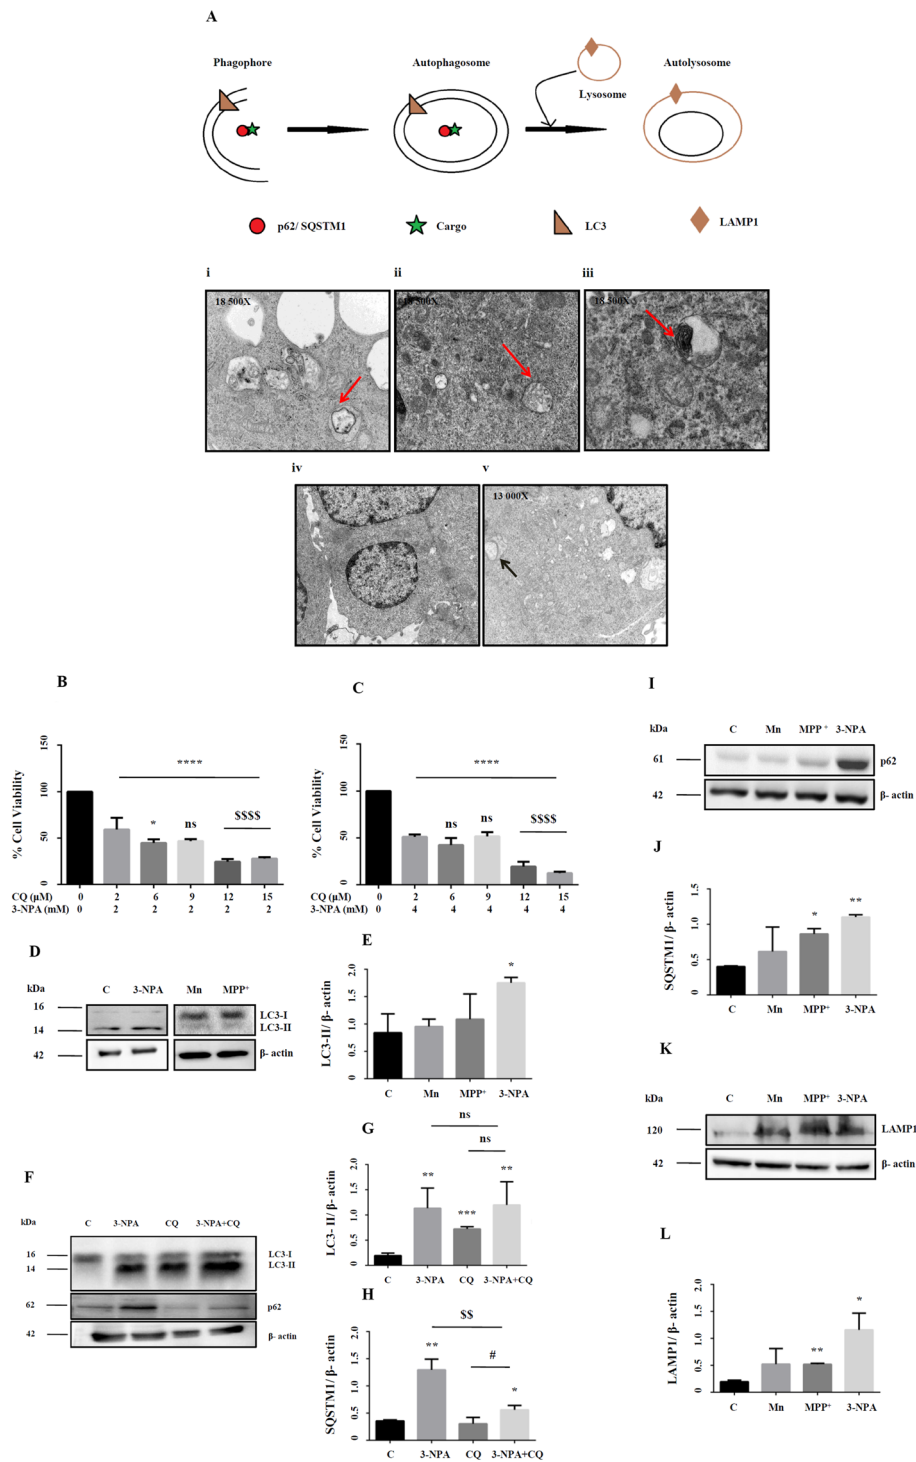 A
Phagophore
Autophagosome
Lysosome
Autolysosome
p62/ SQSTM1
Cargo
LC3
LAMP1
i
ii
iii
18 500X
18 500X
18 500X
iv
v
13 000X
B
% Cell Viability
0 50 100 150
****
* ns $$$$
CQ (µM) 0 2 6 9 12 15
3-NPA (mM) 0 2 2 2 2 2
C
% Cell Viability
0 50 100 150
****
ns ns $$$$
CQ (µM) 0 2 6 9 12 15
3-NPA (mM) 0 4 4 4 4 4
D
kDa C 3-NPA Mn MPP⁺
16 LC3-I
14 LC3-II
42 β- actin
E
LC3-II/ β- actin
0 0.5 1.0 1.5 2.0
*
C Mn MPP⁺ 3-NPA
F
kDa C 3-NPA CQ 3-NPA+CQ
16 LC3-I
14 LC3-II
62 p62
42 β- actin
G
LC3- II/ β- actin
0 0.5 1.0 1.5 2.0
ns
ns
** *** **
C 3-NPA CQ 3-NPA+CQ
H
SQSTM1/ β- actin
0 0.5 1.0 1.5 2.0
$$
#
** *
C 3-NPA CQ 3-NPA+CQ
I
kDa C Mn MPP⁺ 3-NPA
61 p62
42 β- actin
J
SQSTM1/ β- actin
0 0.5 1.0 1.5
* **
C Mn MPP⁺ 3-NPA
K
kDa C Mn MPP⁺ 3-NPA
120 LAMP1
42 β- actin
L
LAMP1/ β- actin
0 0.5 1.0 1.5 2.0
** *
C Mn MPP⁺ 3-NPA